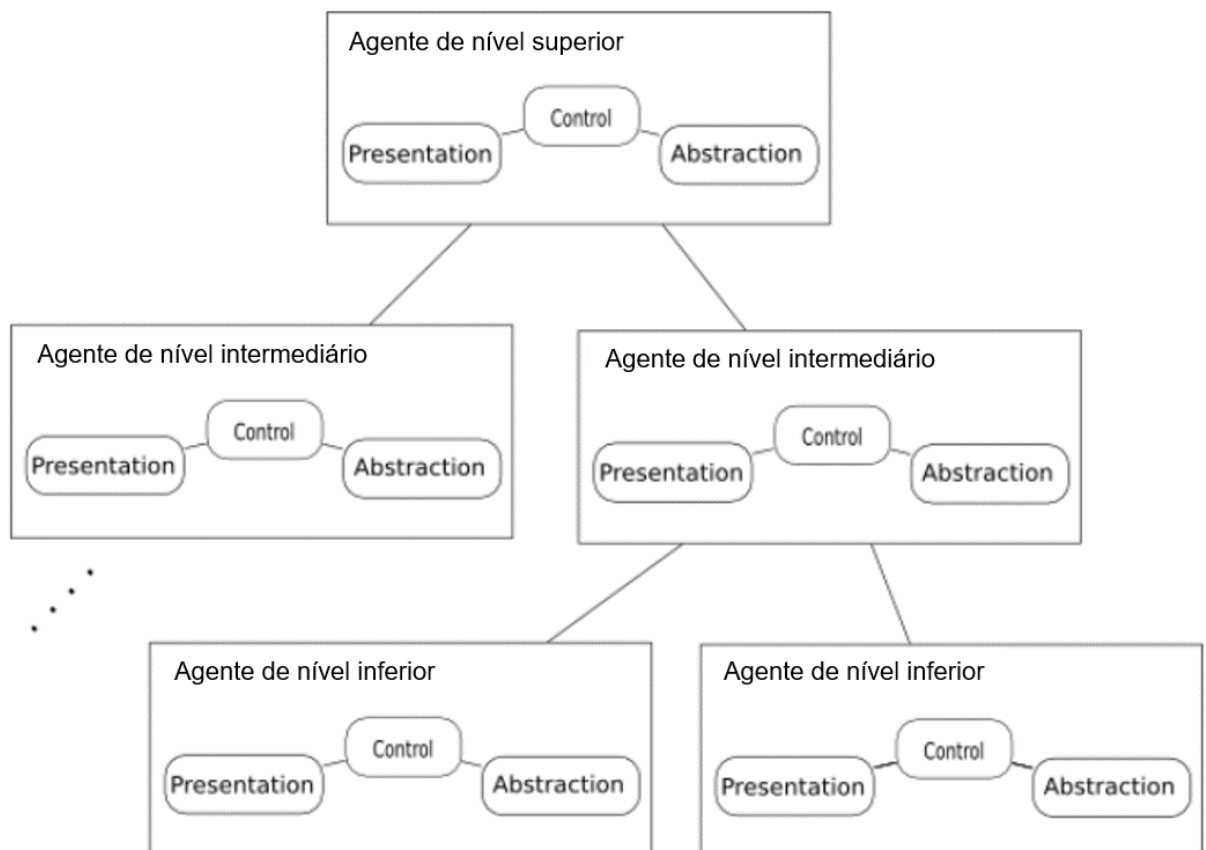 Agente de nível superior
Control
Presentation
Abstraction
Agente de nível intermediário
Control
Presentation
Abstraction
Agente de nível intermediário
Control
Presentation
Abstraction
Agente de nível inferior
Control
Presentation
Abstraction
Agente de nível inferior
Control
Presentation
Abstraction